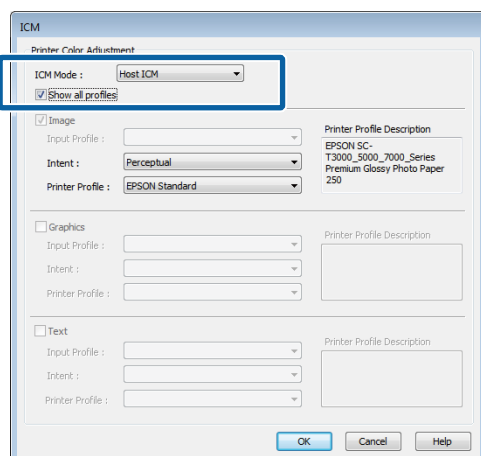 ICM
Printer Color Adjustment
ICM Mode :
Host ICM
Show all profiles
Image
Input Profile :
Intent :
Perceptual
Printer Profile :
EPSON Standard
Printer Profile Description
EPSON SC-
T3000_5000_7000_Series
Premium Glossy Photo Paper
250
Graphics
Input Profile :
Intent :
Printer Profile :
Printer Profile Description
Text
Input Profile :
Intent :
Printer Profile :
Printer Profile Description
OK
Cancel
Help